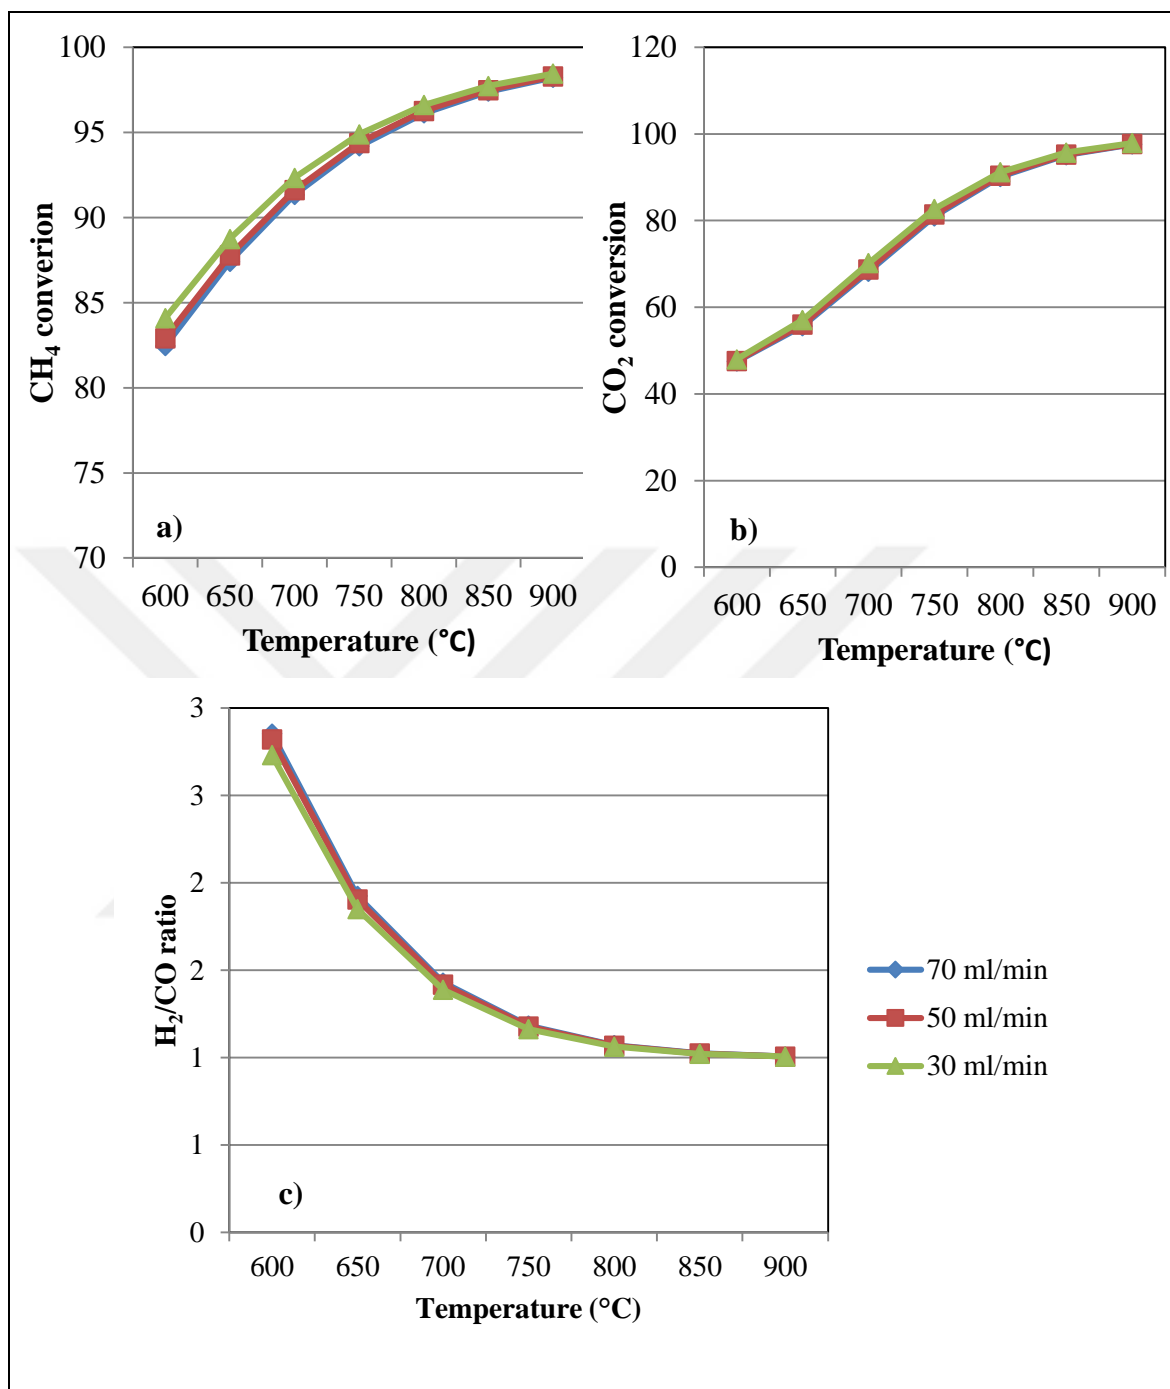 100
95
90
85
80
75
70
CH₄ converion
a)
600 650 700 750 800 850 900
Temperature (°C)
120
100
80
60
40
20
0
CO₂ conversion
b)
600 650 700 750 800 850 900
Temperature (°C)
3
3
2
2
1
1
0
H₂/CO ratio
c)
600 650 700 750 800 850 900
Temperature (°C)
70 ml/min
50 ml/min
30 ml/min